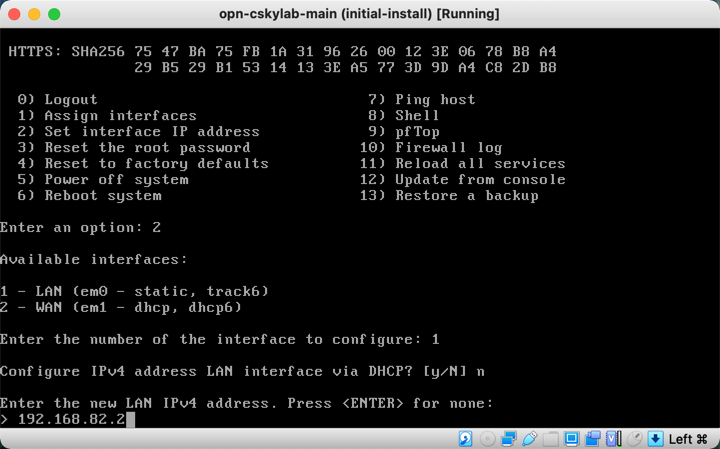 opn-cskylab-main (initial-install) [Running]
HTTPS: SHA256 75 47 BA 75 FB 1A 31 96 26 00 12 3E 06 78 B8 A4
29 B5 29 B1 53 14 13 3E A5 77 3D 9D A4 C8 2D B8
0) Logout 7) Ping host
1) Assign interfaces 8) Shell
2) Set interface IP address 9) pfTop
3) Reset the root password 10) Firewall log
4) Reset to factory defaults 11) Reload all services
5) Power off system 12) Update from console
6) Reboot system 13) Restore a backup
Enter an option: 2
Available interfaces:
1 - LAN (em0 - static, track6)
2 - WAN (em1 - dhcp, dhcp6)
Enter the number of the interface to configure: 1
Configure IPv4 address LAN interface via DHCP? [y/N] n
Enter the new LAN IPv4 address. Press <ENTER> for none:
> 192.168.82.2
Left ⌘